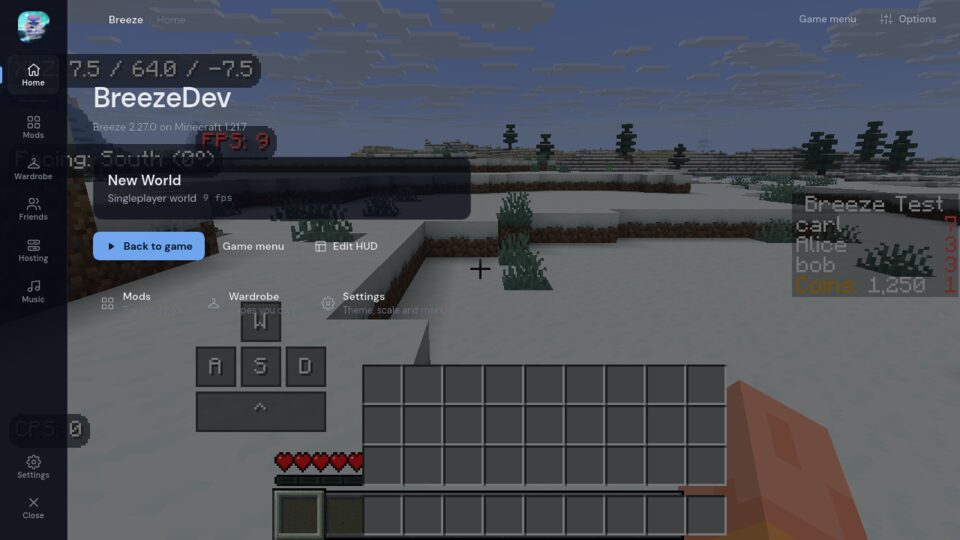 Breeze / Home
Game menu
Options
7.5 / 64.0 / -7.5
Home
BreezeDev
Breeze 2.27.0 on Minecraft 1.21.7
FPS: 9
Mods
Facing: South (0°)
Wardrobe
New World
Singleplayer world 9 fps
Friends
Breeze Test
carl
Alice 3
bob 3
Coins: 1,250 1
Hosting
Back to game
Game menu
Edit HUD
Music
Mods
Wardrobe
Settings
Theme, scale and
W
A S D
^
CPS: 0
Settings
Close